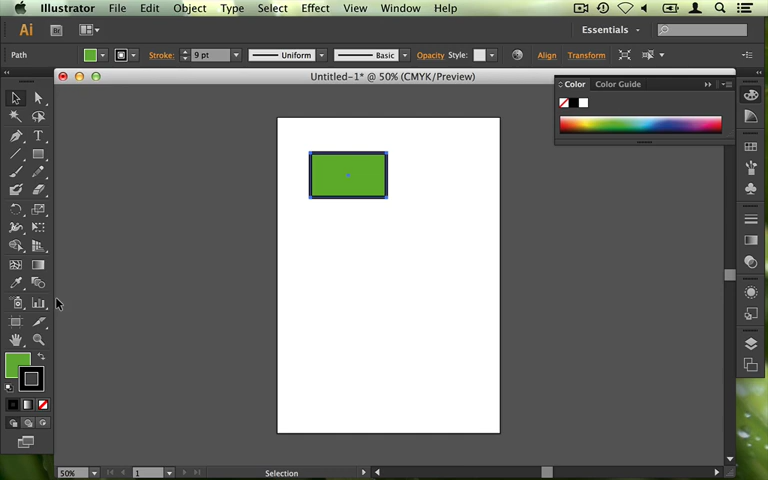 Illustrator File Edit Object Type Select Effect View Window Help
Ai Br Essentials
Path Stroke: 9 pt Uniform Basic Opacity Style: Align Transform
Untitled-1* @ 50% (CMYK/Preview)
Color Color Guide
T
50% 1 Selection